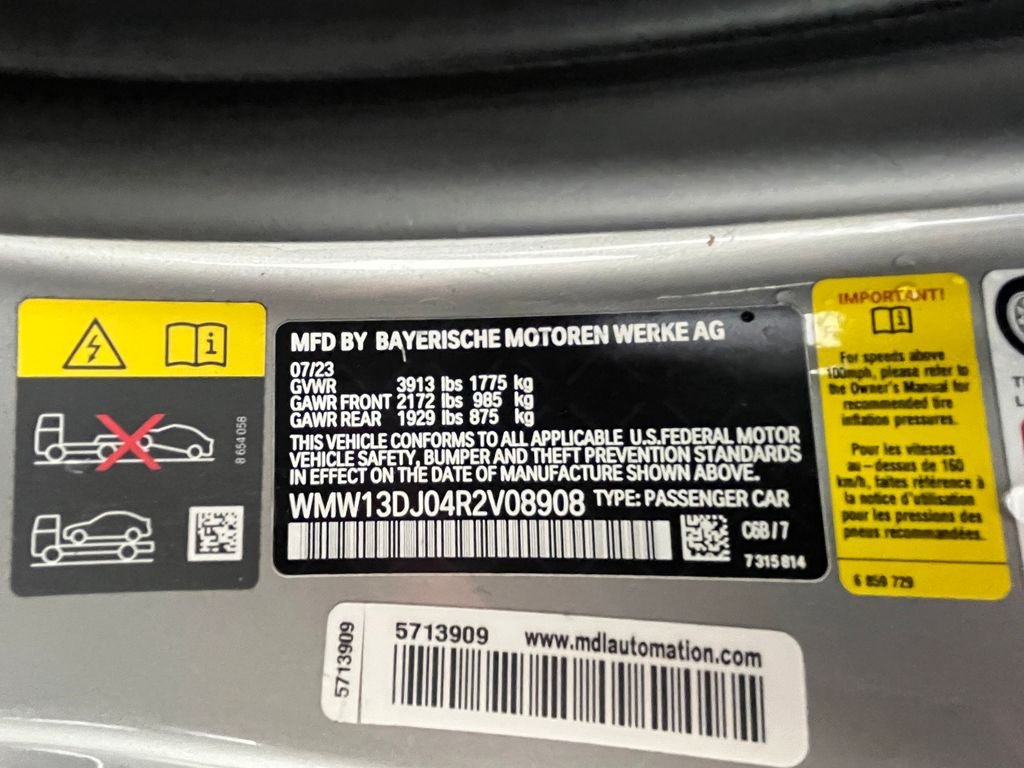 8 654 058
MFD BY BAYERISCHE MOTOREN WERKE AG
07/23
GVWR 3913 lbs 1775 kg
GAWR FRONT 2172 lbs 985 kg
GAWR REAR 1929 lbs 875 kg
THIS VEHICLE CONFORMS TO ALL APPLICABLE U.S.FEDERAL MOTOR
VEHICLE SAFETY, BUMPER AND THEFT PREVENTION STANDARDS
IN EFFECT ON THE DATE OF MANUFACTURE SHOWN ABOVE.
WMW13DJ04R2V08908 TYPE: PASSENGER CAR
C6B/7
7315814
IMPORTANT!
For speeds above
100mph, please refer to
the Owner's Manual for
recommended tire
inflation pressures.
Pour les vitesses
au-dessus de 160
km/h, faites référence à
la notice d'utilisation
pour les pressions des
pneus recommandées.
6 859 729
5713909
5713909 www.mdlautomation.com